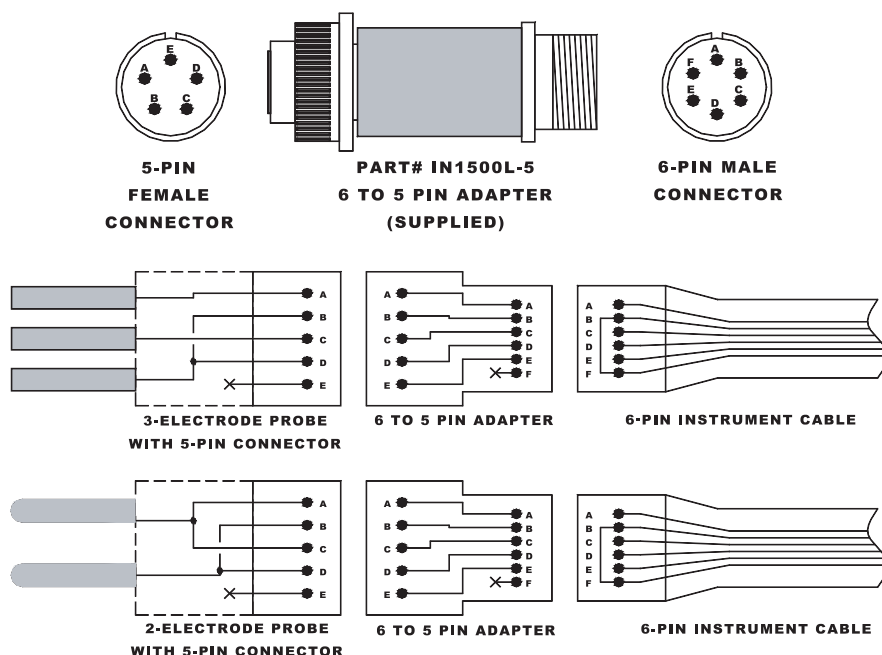 E
A D
B C
5-PIN
FEMALE
CONNECTOR
PART# IN1500L-5
6 TO 5 PIN ADAPTER
(SUPPLIED)
A
F B
E C
D
6-PIN MALE
CONNECTOR
A
B
C
D
E
3-ELECTRODE PROBE
WITH 5-PIN CONNECTOR
A
B
C
D
E
A
B
C
D
E
F
6 TO 5 PIN ADAPTER
A
B
C
D
E
F
6-PIN INSTRUMENT CABLE
A
B
C
D
E
2-ELECTRODE PROBE
WITH 5-PIN CONNECTOR
A
B
C
D
E
A
B
C
D
E
F
6 TO 5 PIN ADAPTER
A
B
C
D
E
F
6-PIN INSTRUMENT CABLE